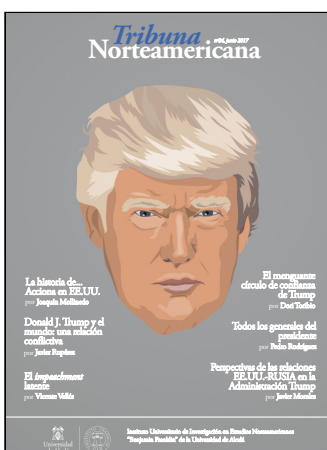 Tribuna
nº24, junio 2017
Norteamericana
La historia de...
Acciona en EE.UU.
por Joaquín Mollinedo
Donald J. Trump y el
mundo: una relación
conflictiva
por Javier Rupérez
El impeachment
latente
por Vicente Vallés
El menguante
círculo de confianza
de Trump
por Dori Toribio
Todos los generales del
presidente
por Pedro Rodríguez
Perspectivas de las relaciones
EE.UU.-RUSIA en la
Administración Trump
por Javier Morales
Universidad
Instituto Universitario de Investigación en Estudios Norteamericanos
"Benjamin Franklin" de la Universidad de Alcalá